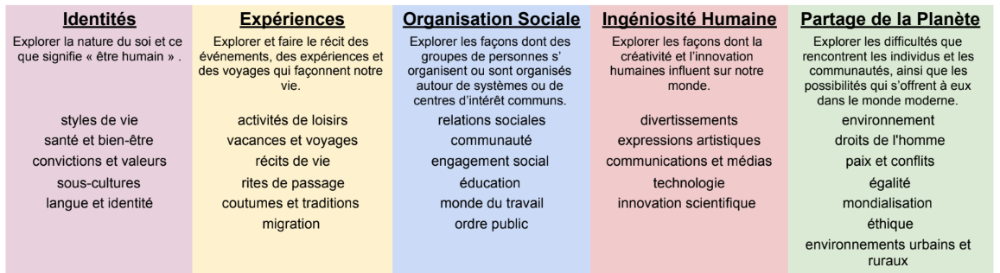 Identités
Explorer la nature du soi et ce
que signifie « être humain » .
styles de vie
santé et bien-être
convictions et valeurs
sous-cultures
langue et identité
Expériences
Explorer et faire le récit des
événements, des expériences et
des voyages qui façonnent notre
vie.
activités de loisirs
vacances et voyages
récits de vie
rites de passage
coutumes et traditions
migration
Organisation Sociale
Explorer les façons dont des
groupes de personnes s’
organisent ou sont organisés
autour de systèmes ou de
centres d’intérêt communs.
relations sociales
communauté
engagement social
éducation
monde du travail
ordre public
Ingéniosité Humaine
Explorer les façons dont la
créativité et l’innovation
humaines influent sur notre
monde.
divertissements
expressions artistiques
communications et médias
technologie
innovation scientifique
Partage de la Planète
Explorer les difficultés que
rencontrent les individus et les
communautés, ainsi que les
possibilités qui s’offrent à eux
dans le monde moderne.
environnement
droits de l'homme
paix et conflits
égalité
mondialisation
éthique
environnements urbains et
ruraux